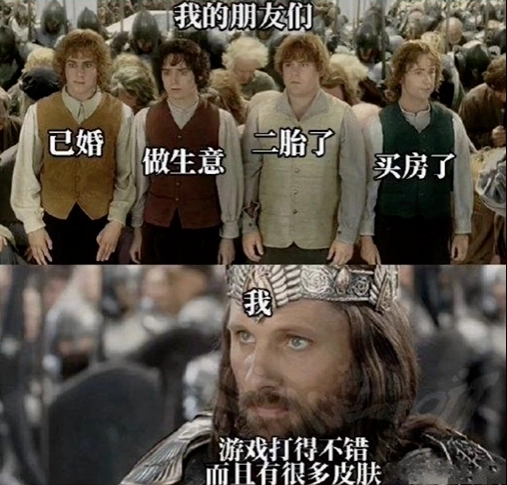 我的朋友们
已婚
做生意
二胎了
买房了
我
游戏打得不错
而且有很多皮肤